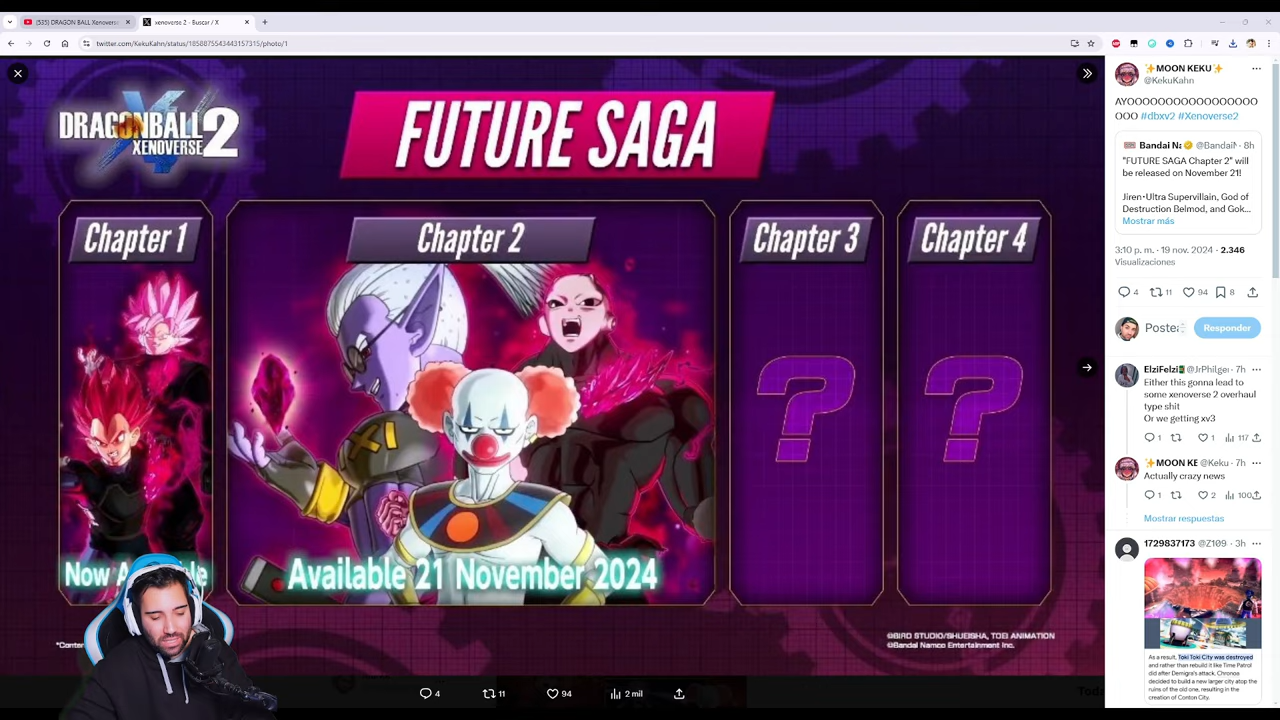 (535) DRAGON BALL Xenoverse
xenoverse 2 - Buscar / X
twitter.com/KekuKahn/status/1858875543443157315/photo/1
DRAGONBALL
XENOVERSE 2
FUTURE SAGA
Chapter 1
Chapter 2
Chapter 3
Chapter 4
?
?
Now
Available 21 November 2024
*Conten
©BIRD STUDIO/SHUEISHA, TOEI ANIMATION
©Bandai Namco Entertainment Inc.
4
11
94
2 mil
✨MOON KEKU✨
@KekuKahn
AYOOOOOOOOOOOOOOOOO
OOO #dbxv2 #Xenoverse2
Bandai Na @BandaiN · 8h
"FUTURE SAGA Chapter 2" will
be released on November 21!
Jiren・Ultra Supervillain, God of
Destruction Belmod, and Gok...
Mostrar más
3:10 p. m. · 19 nov. 2024 · 2.346
Visualizaciones
4
11
94
8
Postea
Responder
ElziFelzi @JrPhilge · 7h
Either this gonna lead to
some xenoverse 2 overhaul
type shit
Or we getting xv3
1
1
117
✨MOON KE @Keku · 7h
Actually crazy news
1
2
100
Mostrar respuestas
1729837173 @Z109 · 3h
As a result, Toki Toki City was destroyed
and rather than rebuild it like Time Patrol
did after Demigra's attack. Chronoa
decided to build a new larger city atop the
ruins of the old one, resulting in the
creation of Conton City.